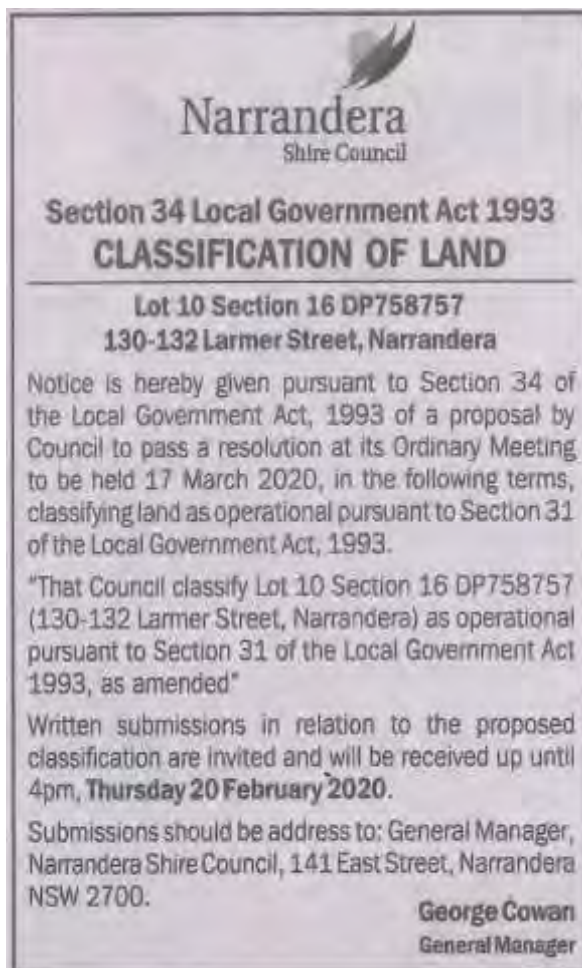 Narrandera
Shire Council
Section 34 Local Government Act 1993
CLASSIFICATION OF LAND
Lot 10 Section 16 DP758757
130-132 Larmer Street, Narrandera
Notice is hereby given pursuant to Section 34 of
the Local Government Act, 1993 of a proposal by
Council to pass a resolution at its Ordinary Meeting
to be held 17 March 2020, in the following terms,
classifying land as operational pursuant to Section 31
of the Local Government Act, 1993.
"That Council classify Lot 10 Section 16 DP758757
(130-132 Larmer Street, Narrandera) as operational
pursuant to Section 31 of the Local Government Act
1993, as amended"
Written submissions in relation to the proposed
classification are invited and will be received up until
4pm, Thursday 20 February 2020.
Submissions should be address to: General Manager,
Narrandera Shire Council, 141 East Street, Narrandera
NSW 2700.
George Cowan
General Manager